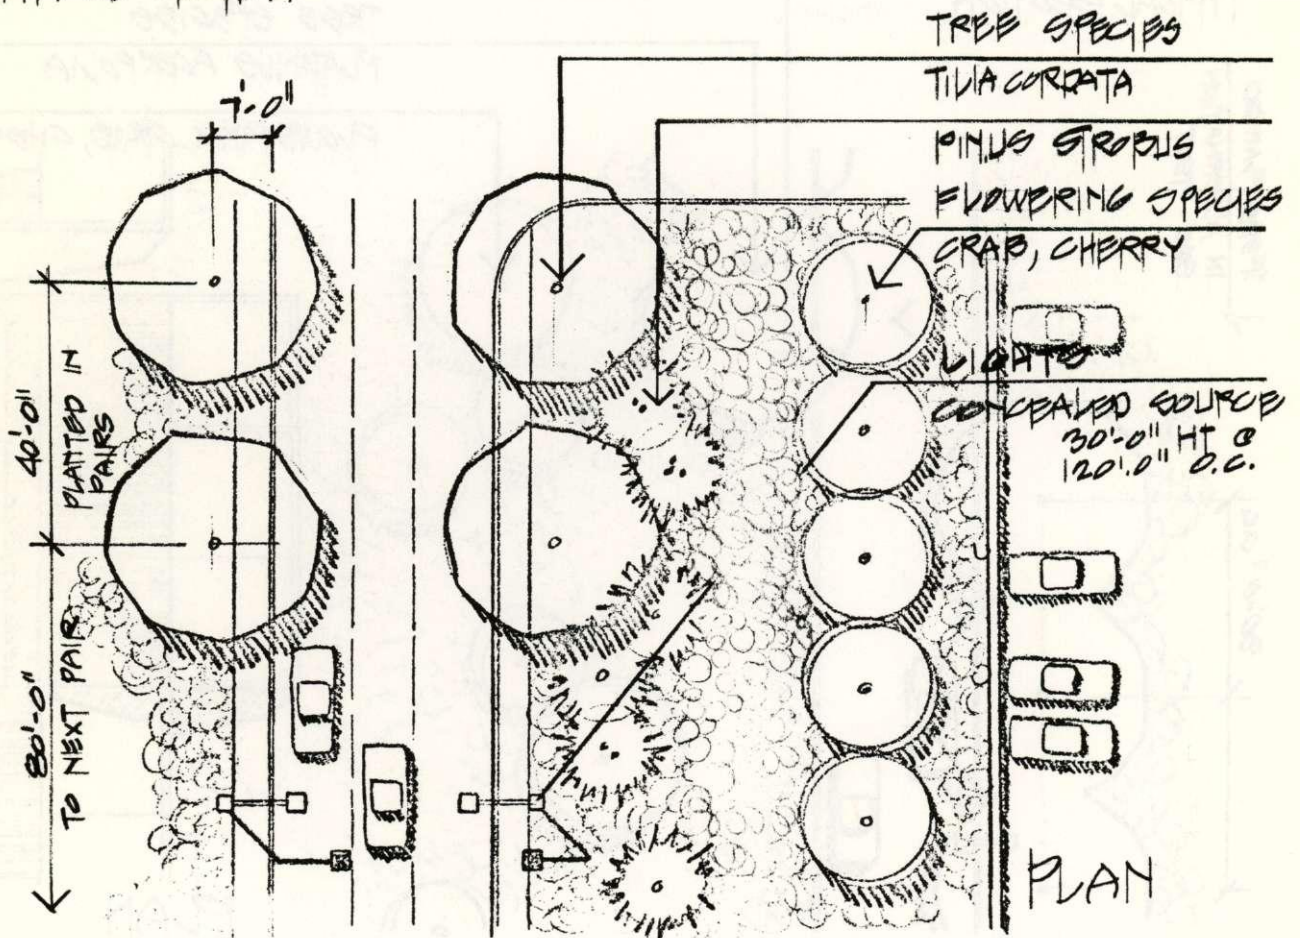 TREE SPECIES
TILIA CORDATA
PINUS STROBUS
FLOWERING SPECIES
CRAB, CHERRY
LIGHTS
CONCEALED SOURCE
30'-0" HT @
120'-0" O.C.
7'-0"
40'-0"
PLANTED IN
PAIRS
80'-0"
TO NEXT PAIR
PLAN